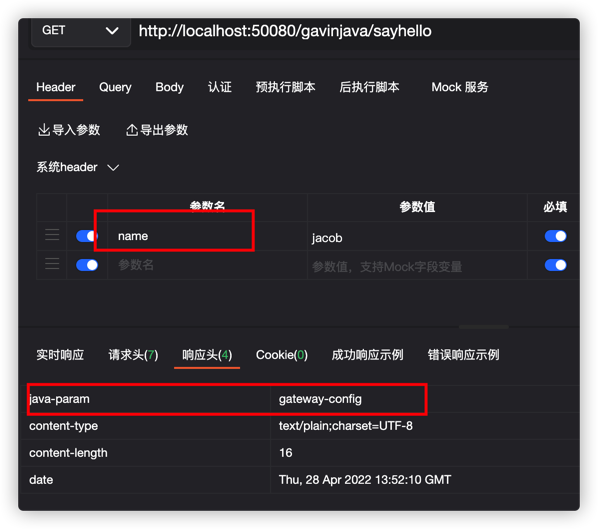 GET http://localhost:50080/gavinjava/sayhello
Header Query Body 认证 预执行脚本 后执行脚本 Mock 服务
导入参数 导出参数
系统header
参数名 参数值 必填
name jacob
参数名 参数值，支持Mock字段变量
实时响应 请求头(7) 响应头(4) Cookie(0) 成功响应示例 错误响应示例
java-param gateway-config
content-type text/plain;charset=UTF-8
content-length 16
date Thu, 28 Apr 2022 13:52:10 GMT